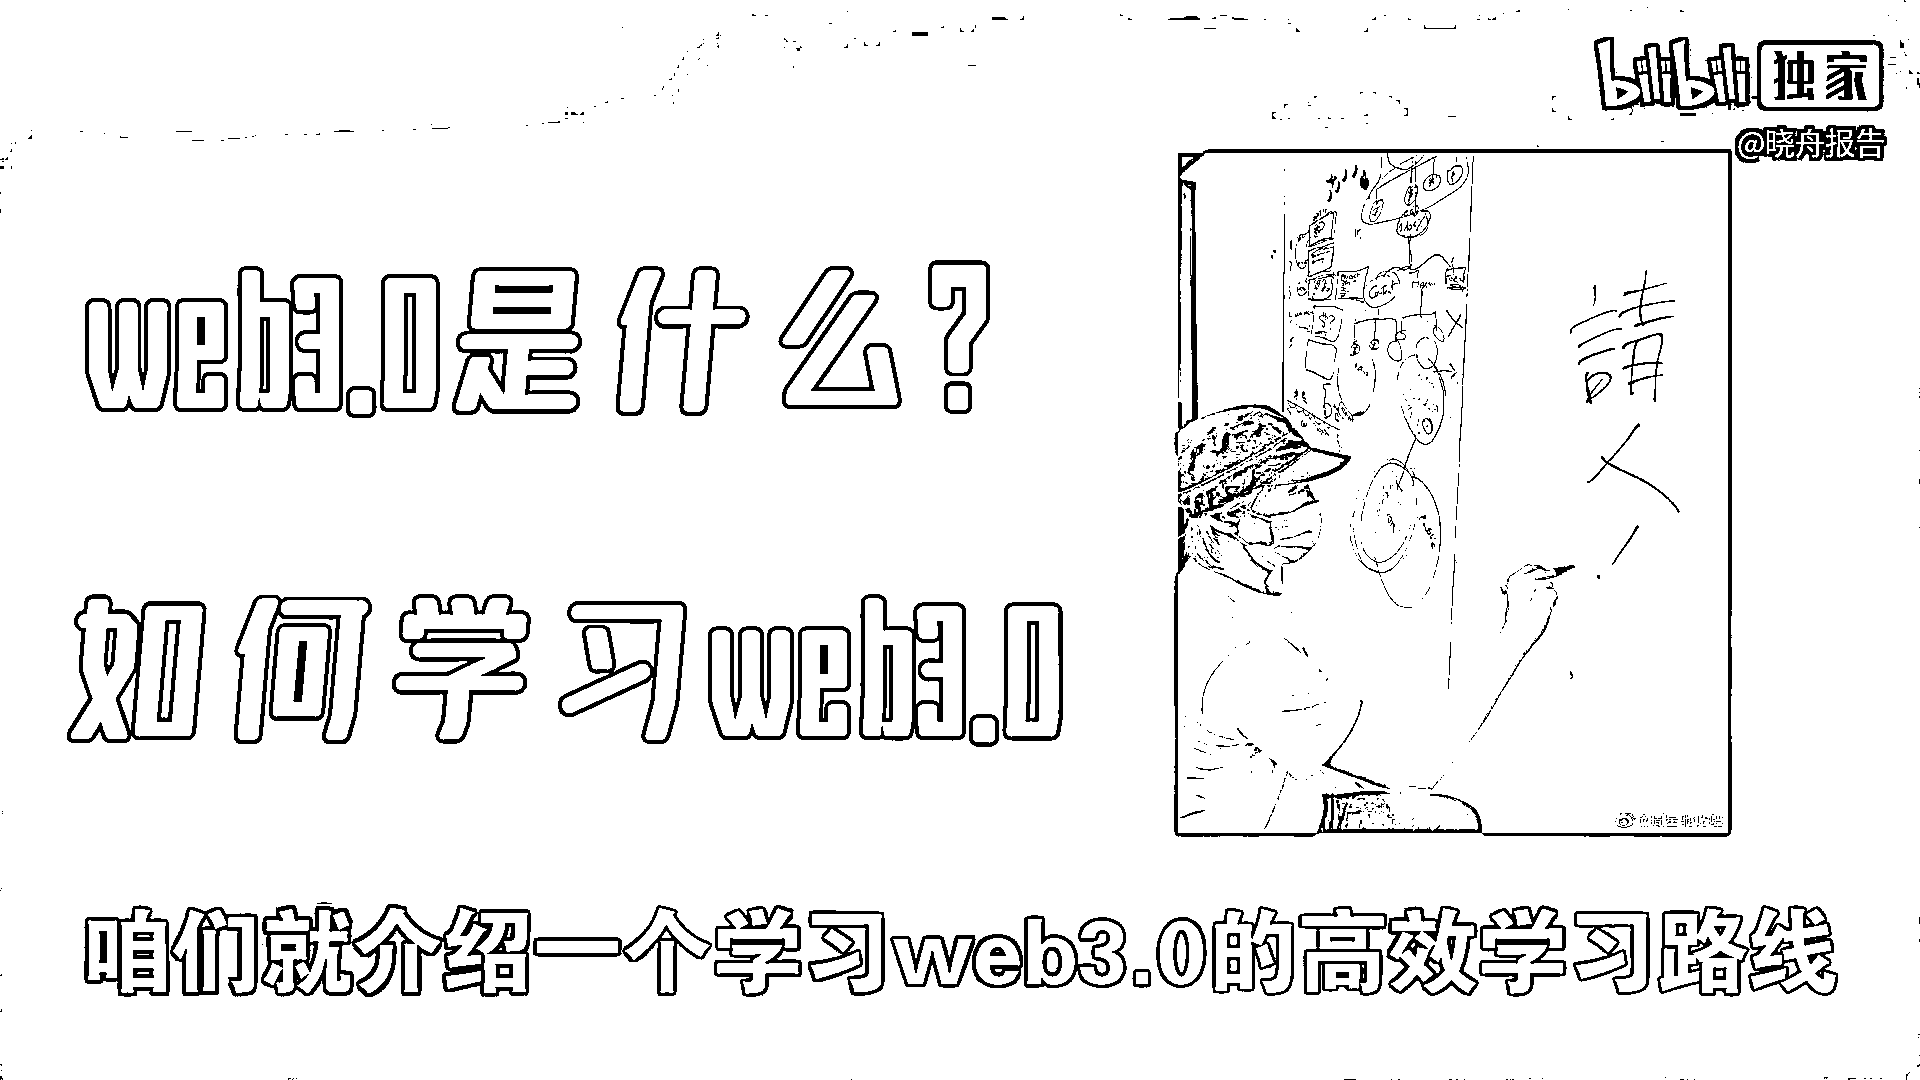 bilibili 独家
@晓舟报告
web3.0是什么?
請
人
如何学习web3.0
咱们就介绍一个学习web3.0的高效学习路线